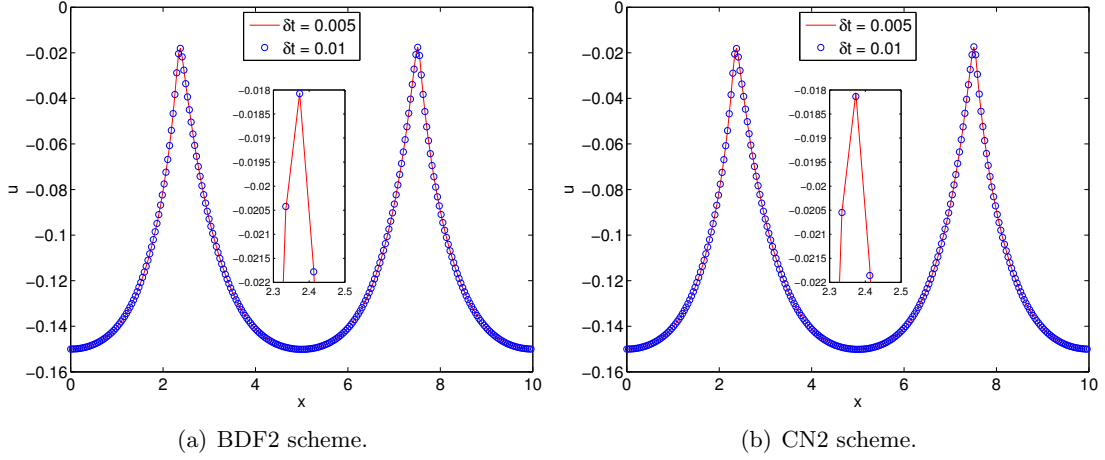 0
−0.02
−0.04
−0.06
−0.08
−0.1
−0.12
−0.14
−0.16
u
0 2 4 6 8 10
x
δt = 0.005
δt = 0.01
−0.018
−0.0185
−0.019
−0.0195
−0.02
−0.0205
−0.021
−0.0215
−0.022
2.3 2.4 2.5
(a) BDF2 scheme.
0
−0.02
−0.04
−0.06
−0.08
−0.1
−0.12
−0.14
−0.16
u
0 2 4 6 8 10
x
δt = 0.005
δt = 0.01
−0.018
−0.0185
−0.019
−0.0195
−0.02
−0.0205
−0.021
−0.0215
−0.022
2.3 2.4 2.5
(b) CN2 scheme.